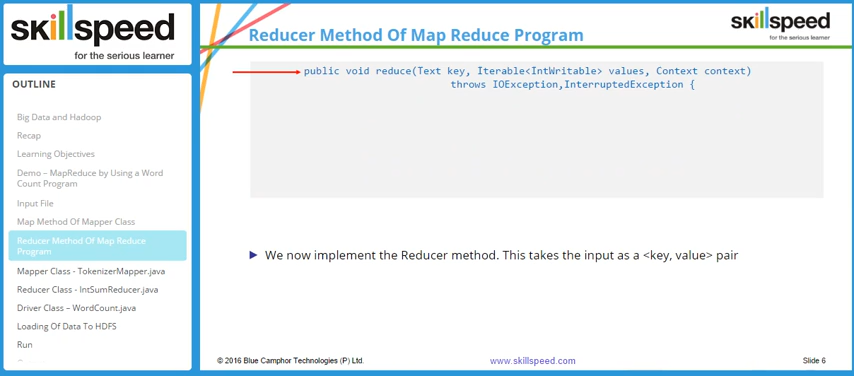 skillspeed
for the serious learner
OUTLINE
Big Data and Hadoop
Recap
Learning Objectives
Demo – MapReduce by Using a Word
Count Program
Input File
Map Method Of Mapper Class
Reducer Method Of Map Reduce
Program
Mapper Class - TokenizerMapper.java
Reducer Class - IntSumReducer.java
Driver Class – WordCount.java
Loading Of Data To HDFS
Run
Reducer Method Of Map Reduce Program
skillspeed
for the serious learner
public void reduce(Text key, Iterable<IntWritable> values, Context context)
throws IOException,InterruptedException {
► We now implement the Reducer method. This takes the input as a <key, value> pair
© 2016 Blue Camphor Technologies (P) Ltd.
www.skillspeed.com
Slide 6